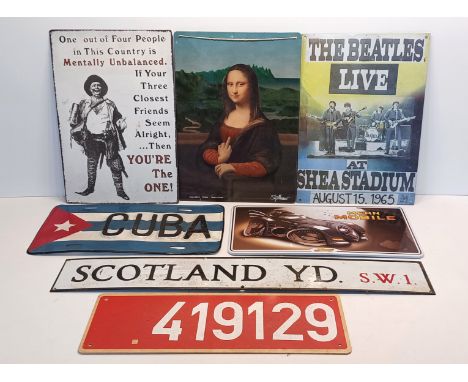 One out of Four People
in This Country is
Mentally Unbalanced.
If Your
Three
Closest
Friends
Seem
Alright,
...Then
YOU'RE
The
ONE!
THE BEATLES
LIVE
AT
SHEA STADIUM
AUGUST 15, 1965
CUBA
MOBILE
SCOTLAND YD. S.W.1.
419129